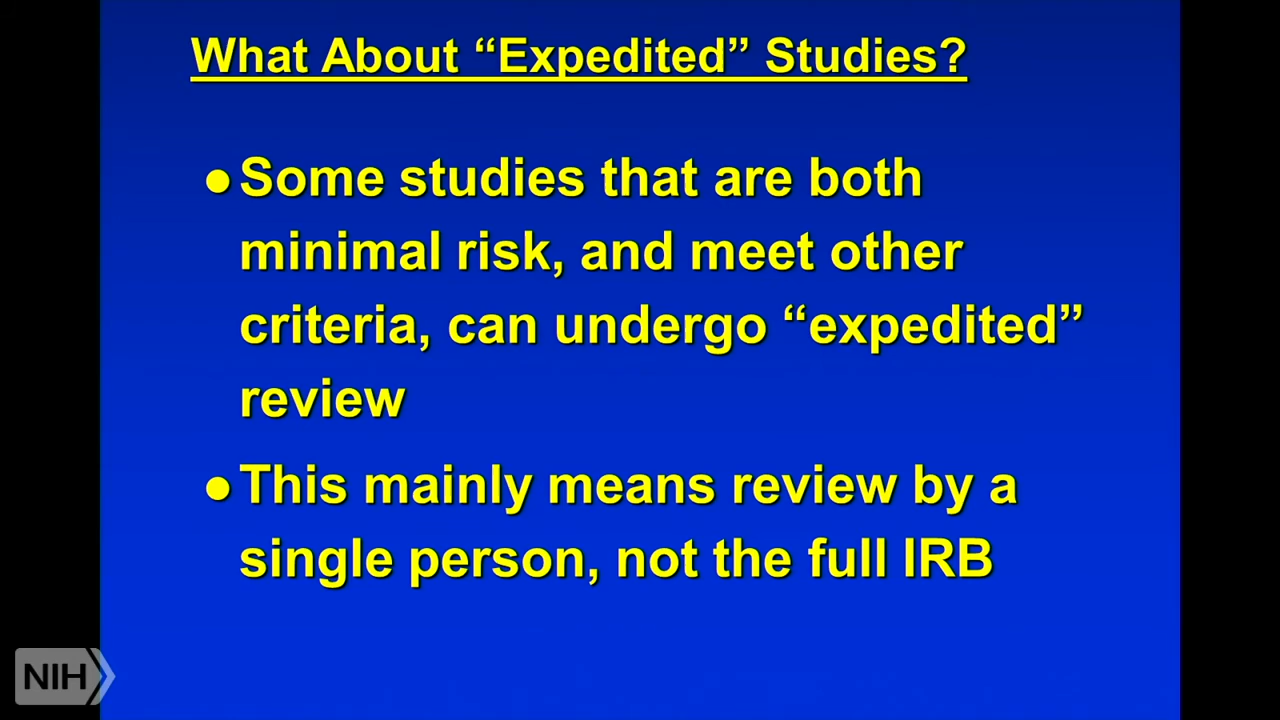 What About “Expedited” Studies?
● Some studies that are both
minimal risk, and meet other
criteria, can undergo “expedited”
review
● This mainly means review by a
single person, not the full IRB
NIH